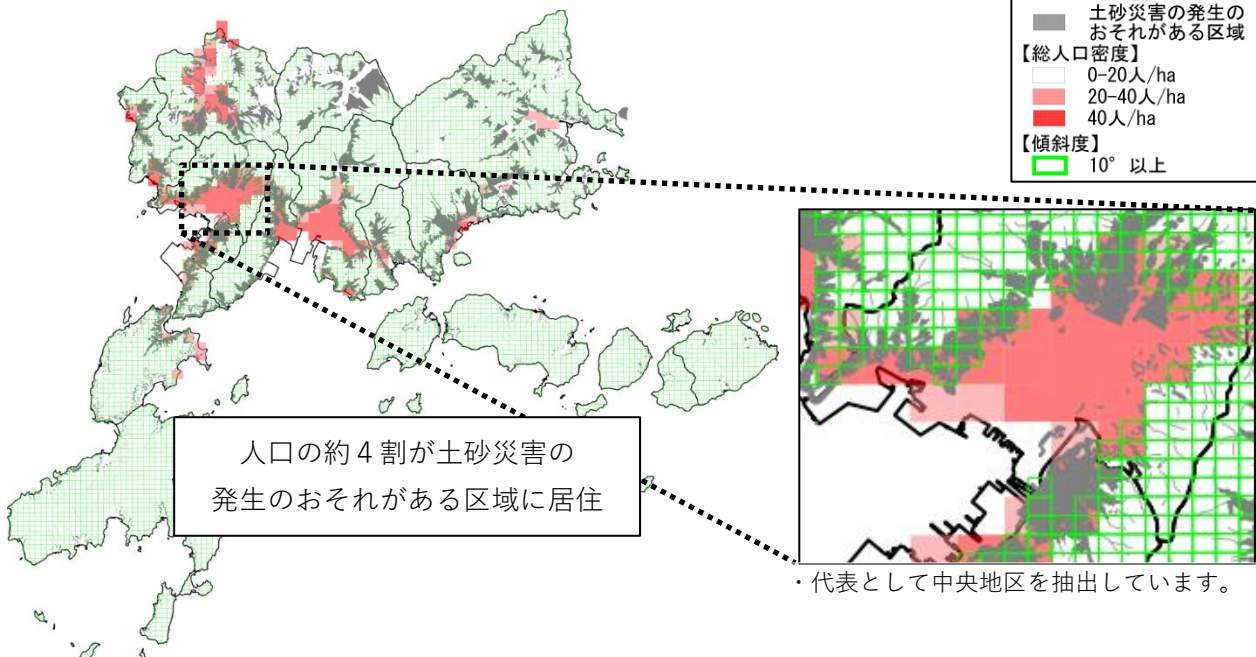 土砂災害の発生の
おそれがある区域
【総人口密度】
0-20人/ha
20-40人/ha
40人/ha
【傾斜度】
10° 以上
人口の約4割が土砂災害の
発生のおそれがある区域に居住
・代表として中央地区を抽出しています。